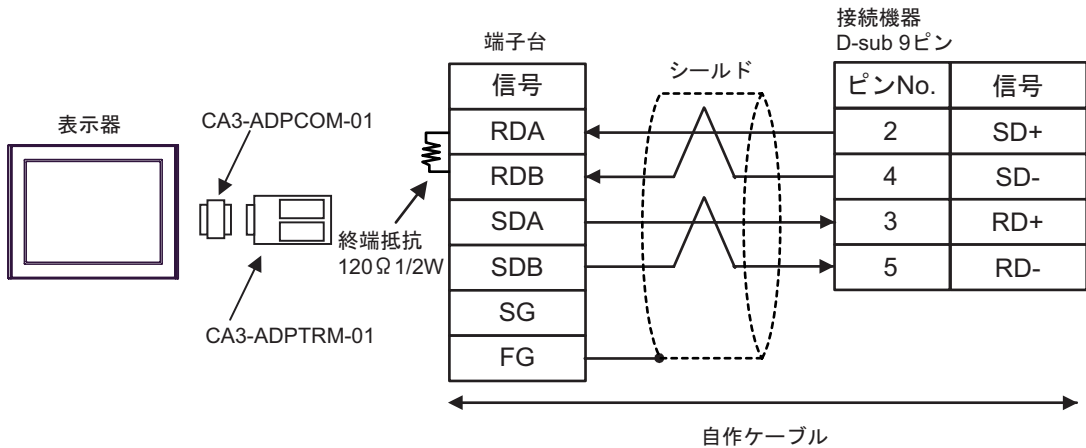 接続機器
D-sub 9ピン
端子台
シールド
表示器
CA3-ADPCOM-01
CA3-ADPTRM-01
終端抵抗
120Ω 1/2W
信号
RDA
RDB
SDA
SDB
SG
FG
ピンNo. 信号
2 SD+
4 SD-
3 RD+
5 RD-
自作ケーブル